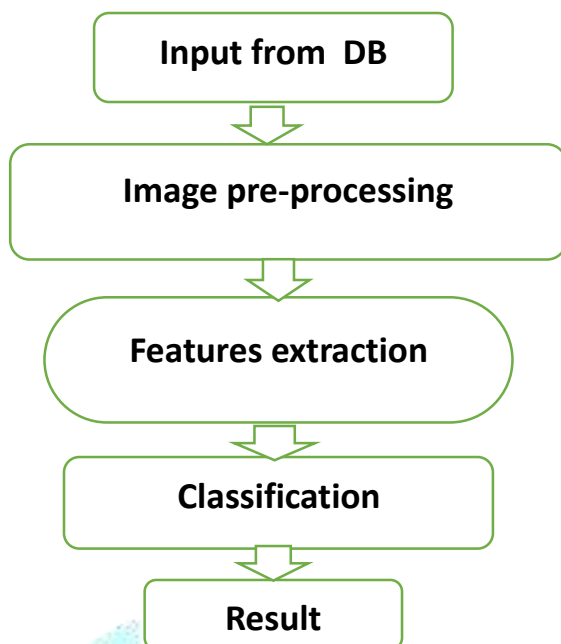 Input from DB
Image pre-processing
Features extraction
Classification
Result